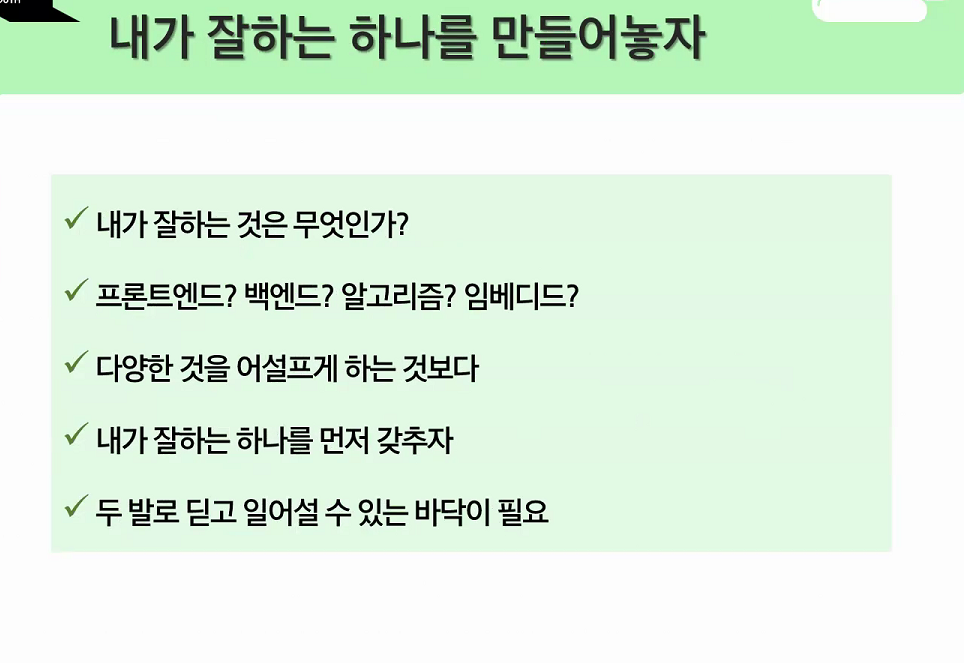 내가 잘하는 하나를 만들어놓자
내가 잘하는 것은 무엇인가?
프론트엔드? 백엔드? 알고리즘? 임베디드?
다양한 것을 어설프게 하는 것보다
내가 잘하는 하나를 먼저 갖추자
두 발로 딛고 일어설 수 있는 바닥이 필요